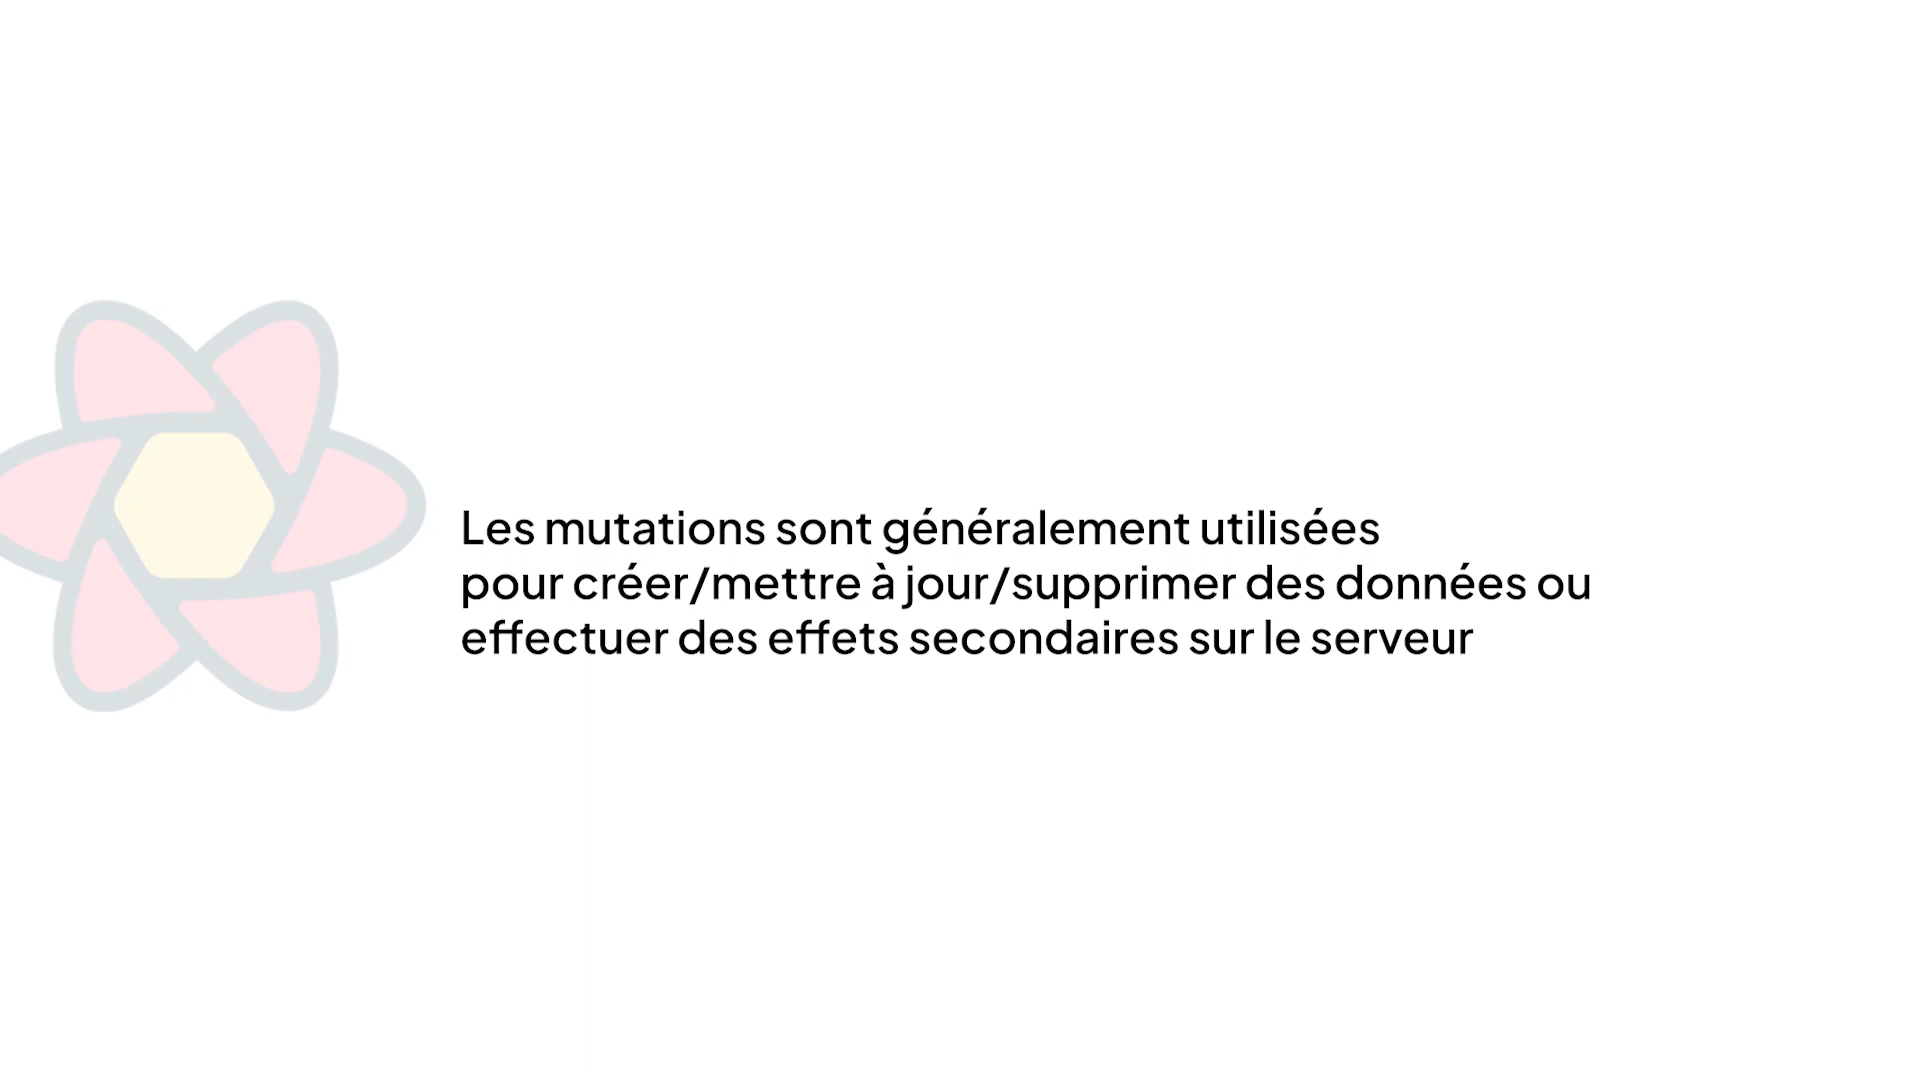 Les mutations sont généralement utilisées
pour créer/mettre à jour/supprimer des données ou
effectuer des effets secondaires sur le serveur